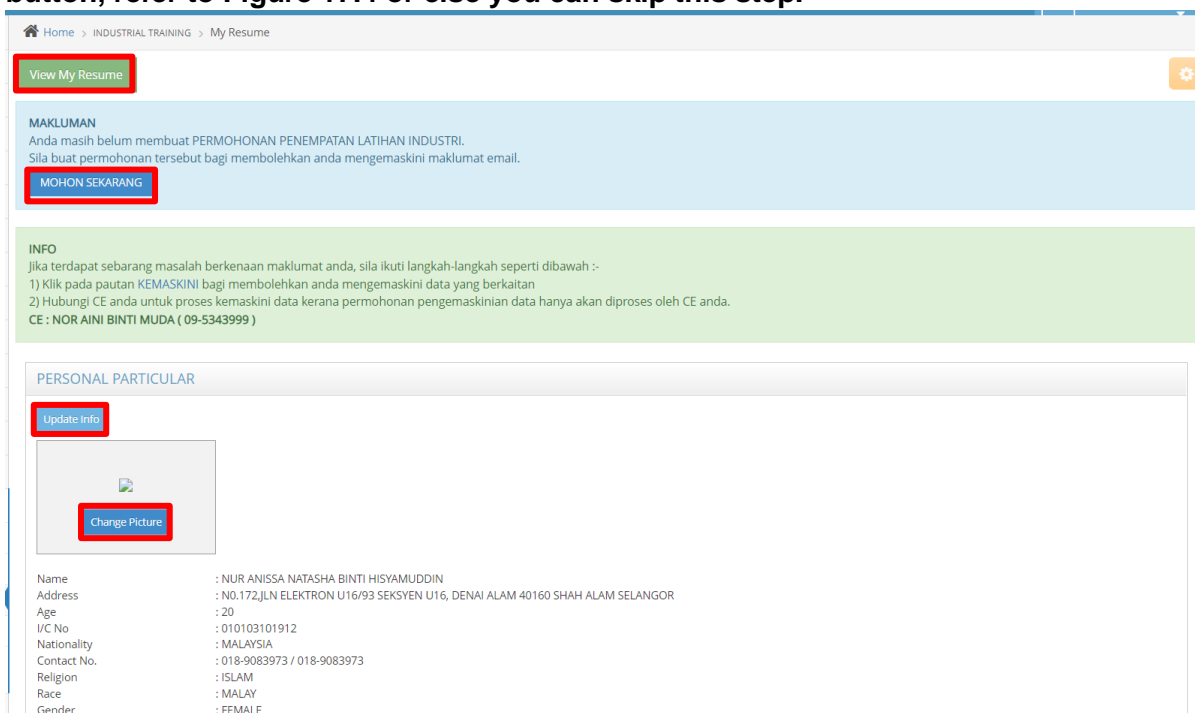 button, refer to Figure 17. Or else you can skip this step.
Home > INDUSTRIAL TRAINING > My Resume
View My Resume
MAKLUMAN
Anda masih belum membuat PERMOHONAN PENEMPATAN LATIHAN INDUSTRI.
Sila buat permohonan tersebut bagi membolehkan anda mengemaskini maklumat email.
MOHON SEKARANG
INFO
Jika terdapat sebarang masalah berkenaan maklumat anda, sila ikuti langkah-langkah seperti dibawah :-
1) Klik pada pautan KEMASKINI bagi membolehkan anda mengemaskini data yang berkaitan
2) Hubungi CE anda untuk proses kemaskini data kerana permohonan pengemaskinian data hanya akan diproses oleh CE anda.
CE : NOR AINI BINTI MUDA ( 09-5343999 )
PERSONAL PARTICULAR
Update Info
Change Picture
Name : NUR ANISSA NATASHA BINTI HISYAMUDDIN
Address : N0.172,JLN ELEKTRON U16/93 SEKSYEN U16, DENAI ALAM 40160 SHAH ALAM SELANGOR
Age : 20
I/C No : 010103101912
Nationality : MALAYSIA
Contact No. : 018-9083973 / 018-9083973
Religion : ISLAM
Race : MALAY
Gender : FEMALE